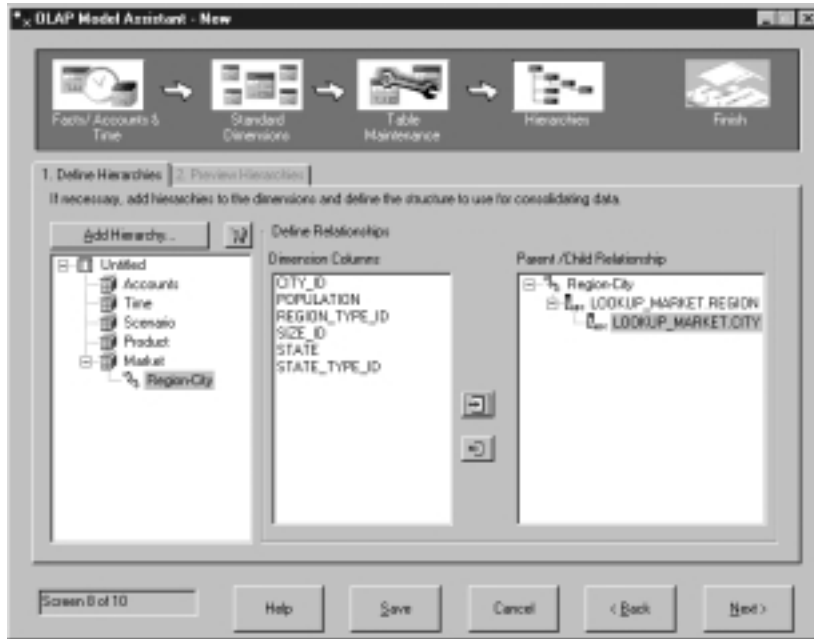 OLAP Model Assistant - New
Facts/Accounts & Time
Standard Dimensions
Table Maintenance
Hierarchies
Finish
1. Define Hierarchies
2. Preview Hierarchies
If necessary, add hierarchies to the dimensions and define the structure to use for consolidating data.
Add Hierarchy...
Define Relationships
Dimension Columns
Parent /Child Relationship
Untitled
Accounts
Time
Scenario
Product
Market
Region-City
CITY_ID
POPULATION
REGION_TYPE_ID
SIZE_ID
STATE
STATE_TYPE_ID
Region-City
LOOKUP_MARKET.REGION
LOOKUP_MARKET.CITY
Screen 8 of 10
Help
Save
Cancel
< Back
Next >